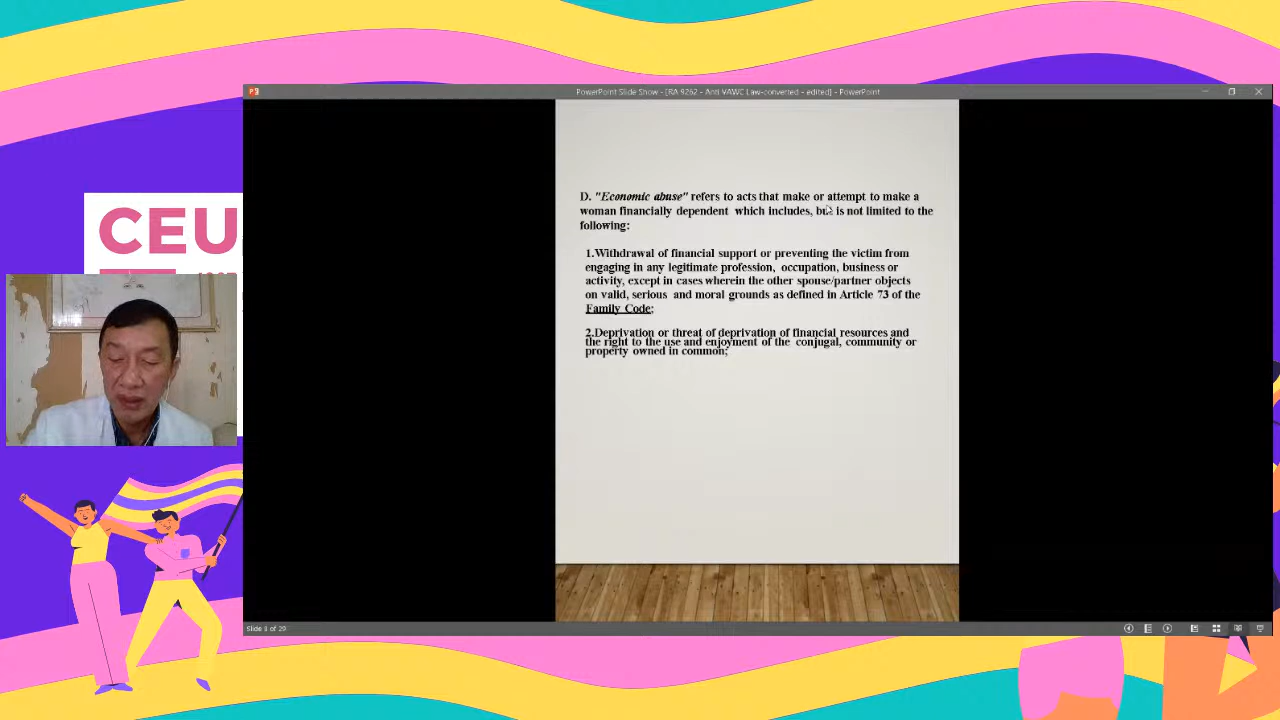 PowerPoint Slide Show - [RA 9262 - Anti VAWC Law-converted - edited] - PowerPoint
D. "Economic abuse" refers to acts that make or attempt to make a
woman financially dependent which includes, but is not limited to the
following:
1.Withdrawal of financial support or preventing the victim from
engaging in any legitimate profession, occupation, business or
activity, except in cases wherein the other spouse/partner objects
on valid, serious and moral grounds as defined in Article 73 of the
Family Code;
2.Deprivation or threat of deprivation of financial resources and
the right to the use and enjoyment of the conjugal, community or
property owned in common;
CEU
Slide 9 of 29